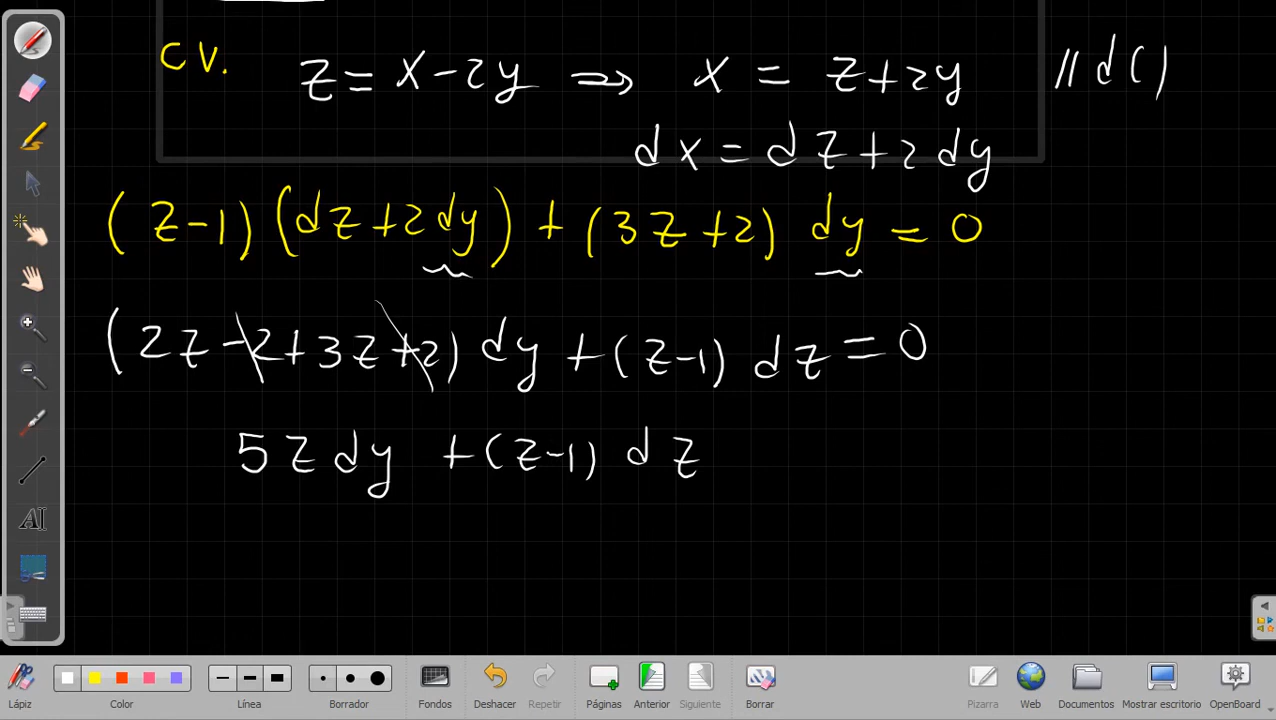 C V. z = x - 2y ⇒ x = z + 2y // d( )
dx = dz + 2dy
(z-1)(dz+2dy) + (3z+2) dy = 0
(2z-2+3z+2) dy + (z-1) dz = 0
5z dy + (z-1) dz
Lápiz Color Línea Borrador Fondos Deshacer Repetir Páginas Anterior Siguiente Borrar Pizarra Web Documentos Mostrar escritorio OpenBoard